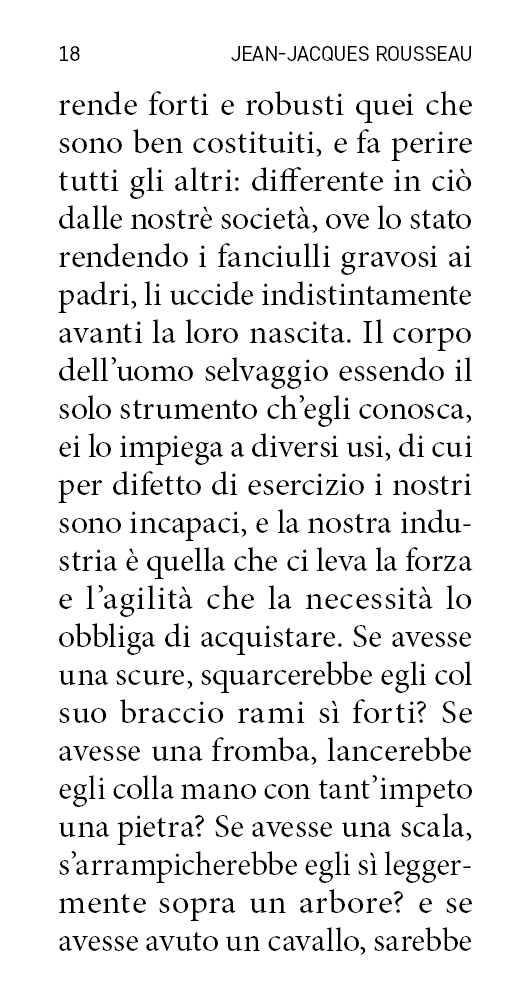 18 JEAN-JACQUES ROUSSEAU
rende forti e robusti quei che
sono ben costituiti, e fa perire
tutti gli altri: differente in ciò
dalle nostrè società, ove lo stato
rendendo i fanciulli gravosi ai
padri, li uccide indistintamente
avanti la loro nascita. Il corpo
dell’uomo selvaggio essendo il
solo strumento ch’egli conosca,
ei lo impiega a diversi usi, di cui
per difetto di esercizio i nostri
sono incapaci, e la nostra indu-
stria è quella che ci leva la forza
e l’agilità che la necessità lo
obbliga di acquistare. Se avesse
una scure, squarcerebbe egli col
suo braccio rami sì forti? Se
avesse una fromba, lancerebbe
egli colla mano con tant’impeto
una pietra? Se avesse una scala,
s’arrampicherebbe egli sì legger-
mente sopra un arbore? e se
avesse avuto un cavallo, sarebbe